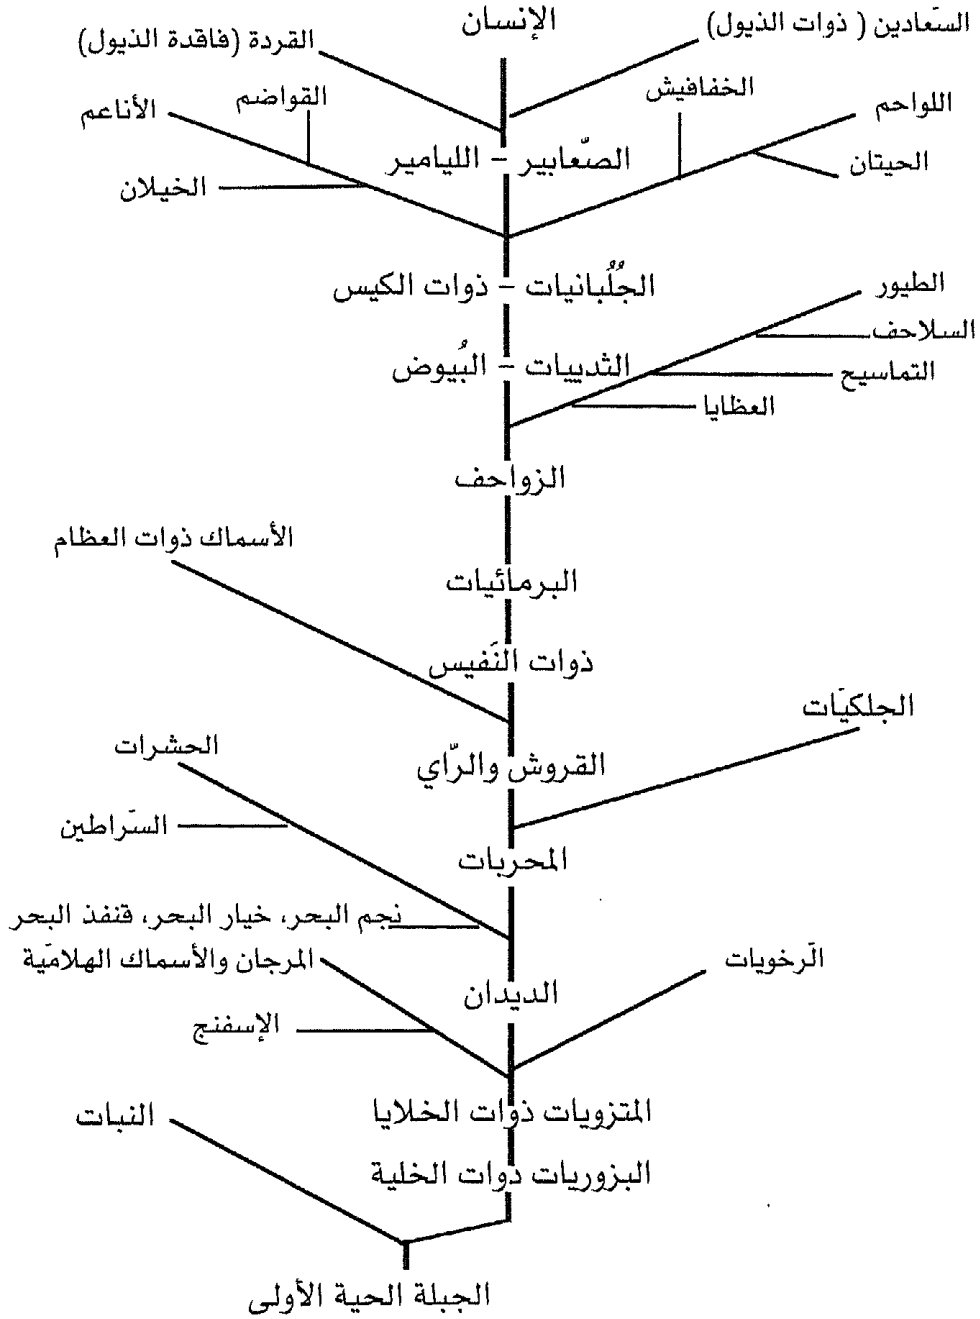 الإنسان
السّعادين ( ذوات الذيول)
القردة (فاقدة الذيول)
الخفافيش
القواضم
اللواحم
الأناعم
الصّعابير – الليامير
الحيتان
الخيلان
الجُلُبانيات – ذوات الكيس
الطيور
السلاحف
الثدييات – البُيوض
التماسيح
العظايا
الزواحف
الأسماك ذوات العظام
البرمائيات
ذوات النَفيس
الجلكيّات
الحشرات
القروش والرّاي
السّراطين
المحربات
نجم البحر، خيار البحر، قنفذ البحر
المرجان والأسماك الهلاميّة
الرّخويات
الديدان
الإسفنج
المتزويات ذوات الخلايا
النبات
البزوريات ذوات الخلية
الجبلة الحية الأولى